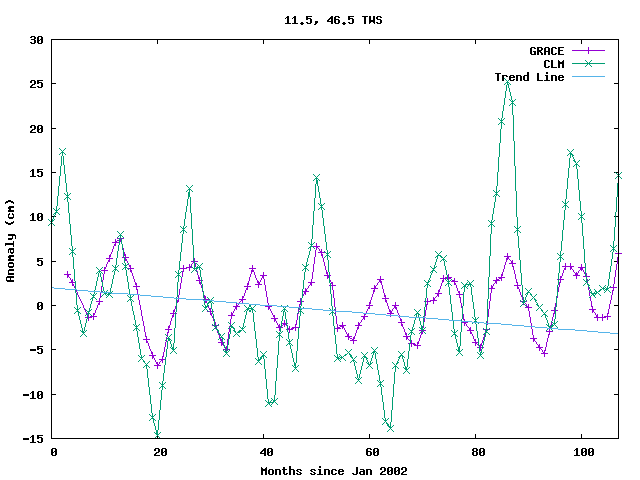 11.5, 46.5 TWS
GRACE
CLM
Trend Line
30
25
20
15
10
5
0
-5
-10
-15
Anomaly (cm)
0 20 40 60 80 100
Months since Jan 2002